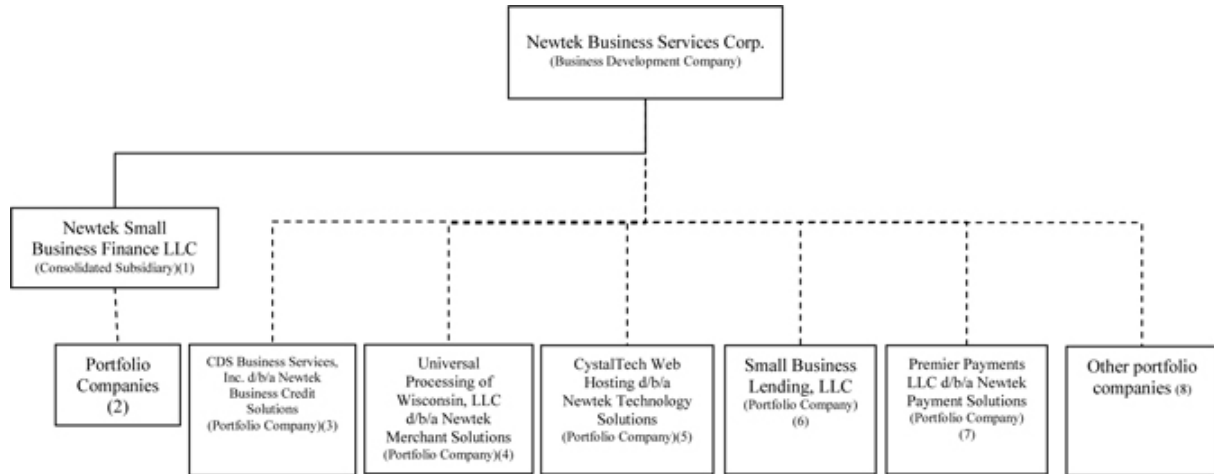 Newtek Business Services Corp.
(Business Development Company)
Newtek Small
Business Finance LLC
(Consolidated Subsidiary)(1)
Portfolio
Companies
(2)
CDS Business Services,
Inc. d/b/a Newtek
Business Credit
Solutions
(Portfolio Company)(3)
Universal
Processing of
Wisconsin, LLC
d/b/a Newtek
Merchant Solutions
(Portfolio Company)(4)
CystalTech Web
Hosting d/b/a
Newtek Technology
Solutions
(Portfolio Company)(5)
Small Business
Lending, LLC
(Portfolio Company)
(6)
Premier Payments
LLC d/b/a Newtek
Payment Solutions
(Portfolio Company)
(7)
Other portfolio
companies (8)